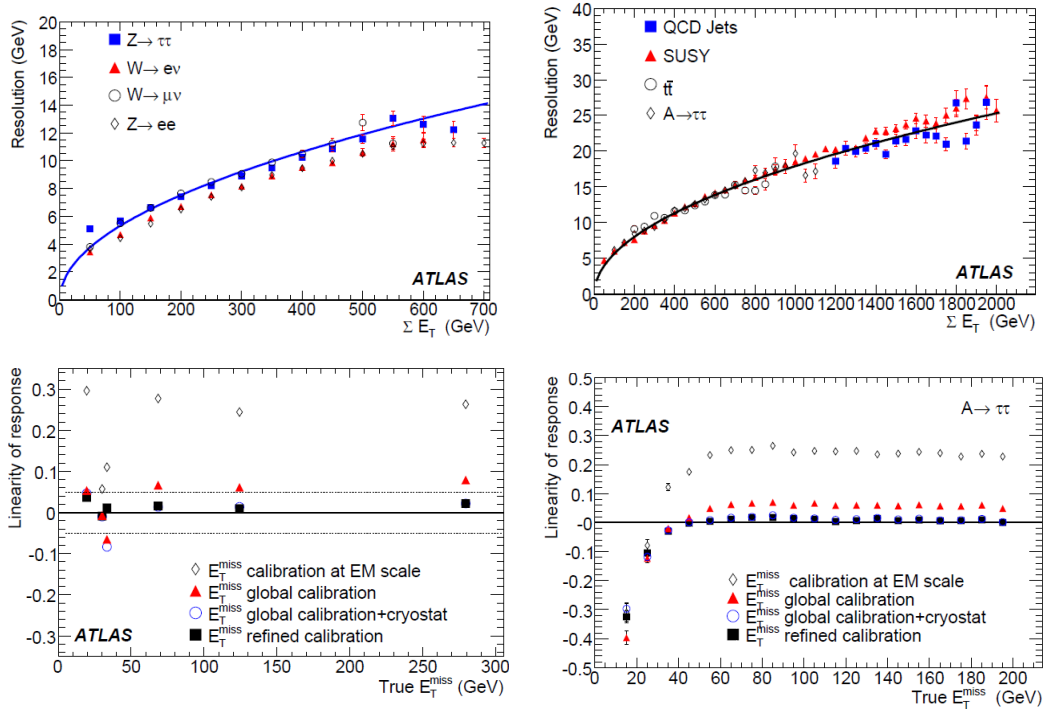 Resolution (GeV)
20
18
16
14
12
10
8
6
4
2
0
Z→ ττ
W→ eν
W→ μν
Z→ ee
ATLAS
0 100 200 300 400 500 600 700
Σ E_T (GeV)
Resolution (GeV)
40
35
30
25
20
15
10
5
0
QCD Jets
SUSY
tt̄
A→ττ
ATLAS
0 200 400 600 800 1000 1200 1400 1600 1800 2000
Σ E_T (GeV)
Linearity of response
0.3
0.2
0.1
0
-0.1
-0.2
-0.3
E_T^miss calibration at EM scale
E_T^miss global calibration
E_T^miss global calibration+cryostat
E_T^miss refined calibration
ATLAS
0 50 100 150 200 250 300
True E_T^miss (GeV)
Linearity of response
0.5
0.4
0.3
0.2
0.1
-0
-0.1
-0.2
-0.3
-0.4
-0.5
A→ ττ
ATLAS
E_T^miss calibration at EM scale
E_T^miss global calibration
E_T^miss global calibration+cryostat
E_T^miss refined calibration
0 20 40 60 80 100 120 140 160 180 200
True E_T^miss (GeV)